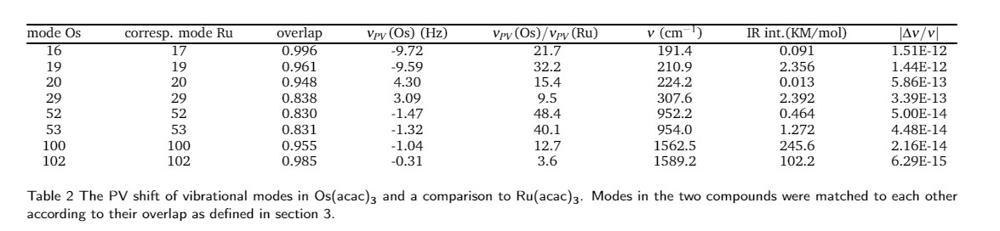 mode Os corresp. mode Ru overlap νPV(Os) (Hz) νPV(Os)/νPV(Ru) ν (cm⁻¹) IR int.(KM/mol) |Δν/ν|
16 17 0.996 -9.72 21.7 191.4 0.091 1.51E-12
19 19 0.961 -9.59 32.2 210.9 2.356 1.44E-12
20 20 0.948 4.30 15.4 224.2 0.013 5.86E-13
29 29 0.838 3.09 9.5 307.6 2.392 3.39E-13
52 52 0.830 -1.47 48.4 952.2 0.464 5.00E-14
53 53 0.831 -1.32 40.1 954.0 1.272 4.48E-14
100 100 0.955 -1.04 12.7 1562.5 245.6 2.16E-14
102 102 0.985 -0.31 3.6 1589.2 102.2 6.29E-15
Table 2 The PV shift of vibrational modes in Os(acac)₃ and a comparison to Ru(acac)₃. Modes in the two compounds were matched to each other
according to their overlap as defined in section 3.